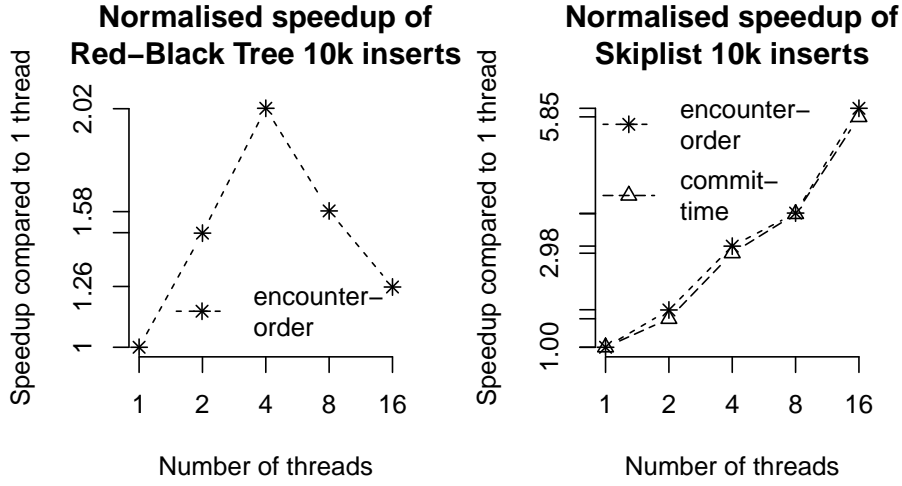 Normalised speedup of
Red–Black Tree 10k inserts
Speedup compared to 1 thread
2.02
1.58
1.26
1
encounter–
order
1 2 4 8 16
Number of threads
Normalised speedup of
Skiplist 10k inserts
Speedup compared to 1 thread
5.85
2.98
1.00
encounter–
order
commit–
time
1 2 4 8 16
Number of threads